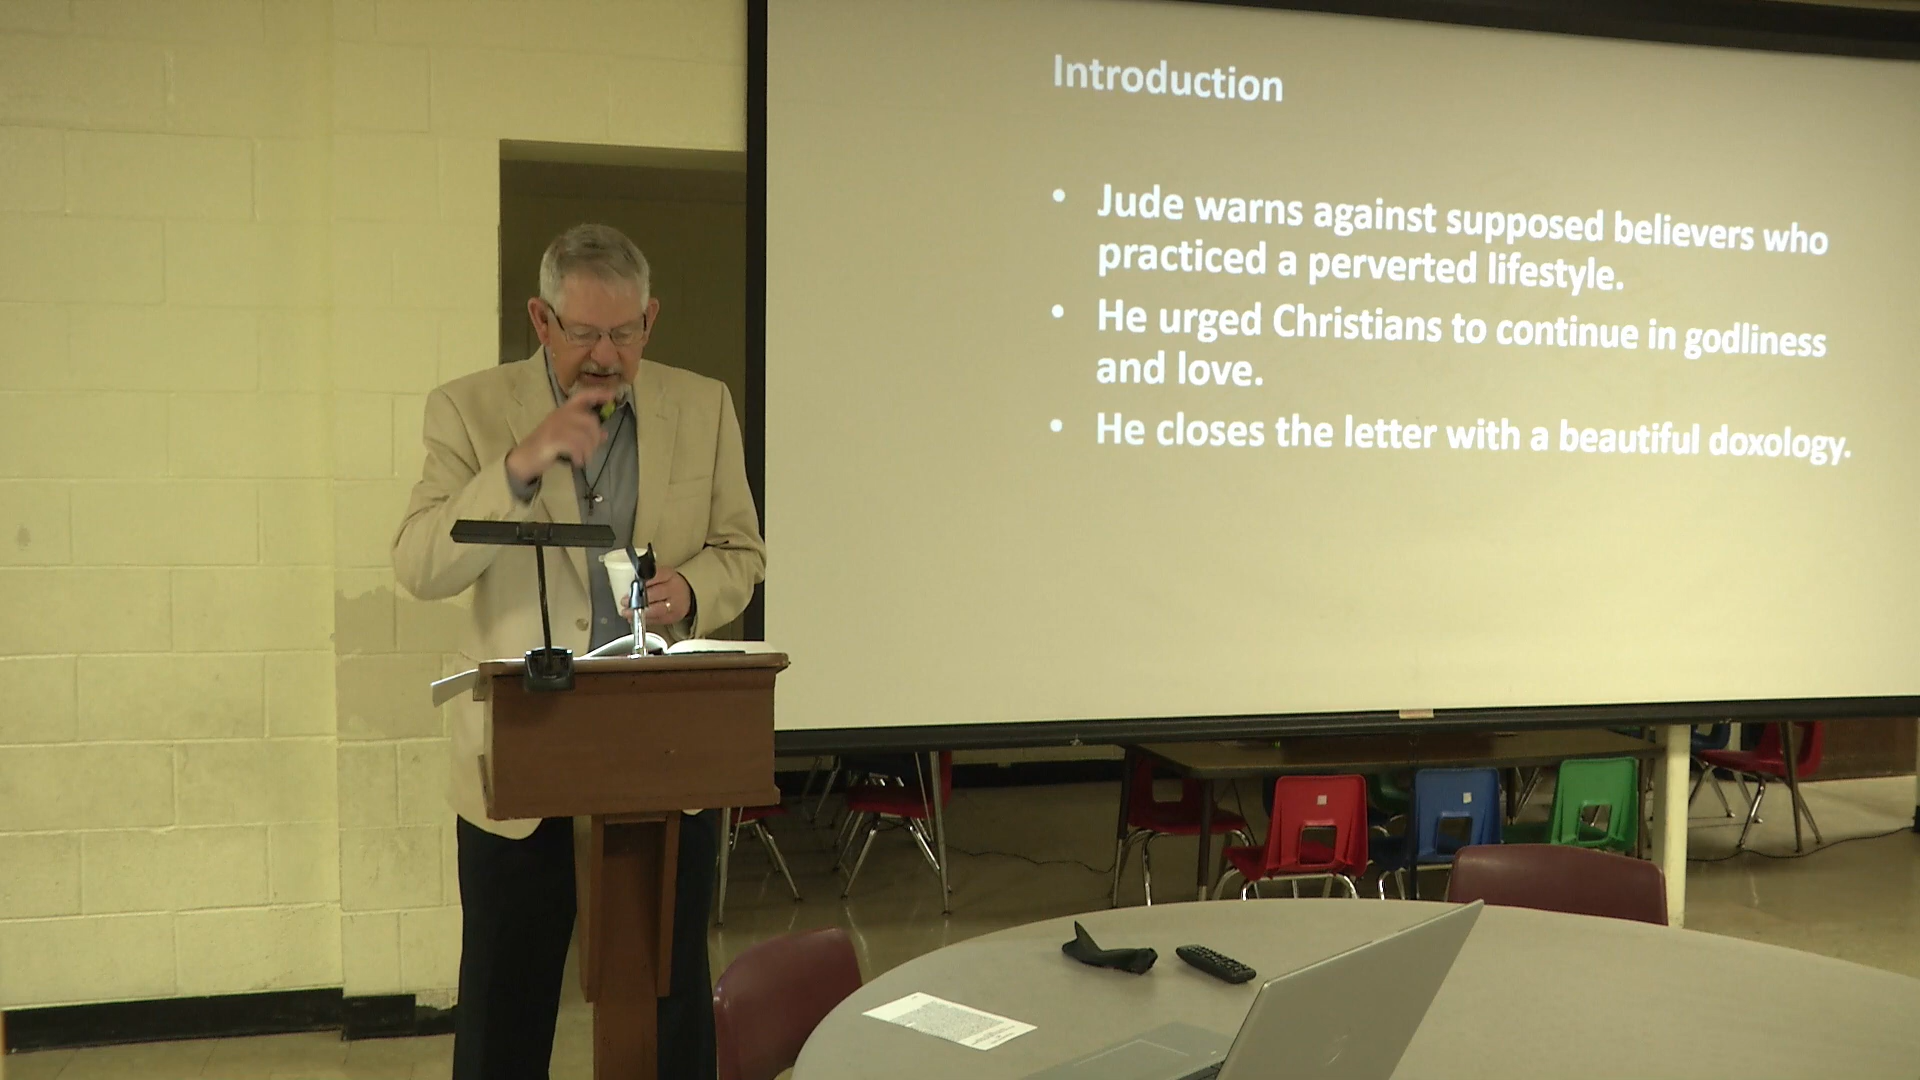 Introduction
• Jude warns against supposed believers who
practiced a perverted lifestyle.
• He urged Christians to continue in godliness
and love.
• He closes the letter with a beautiful doxology.